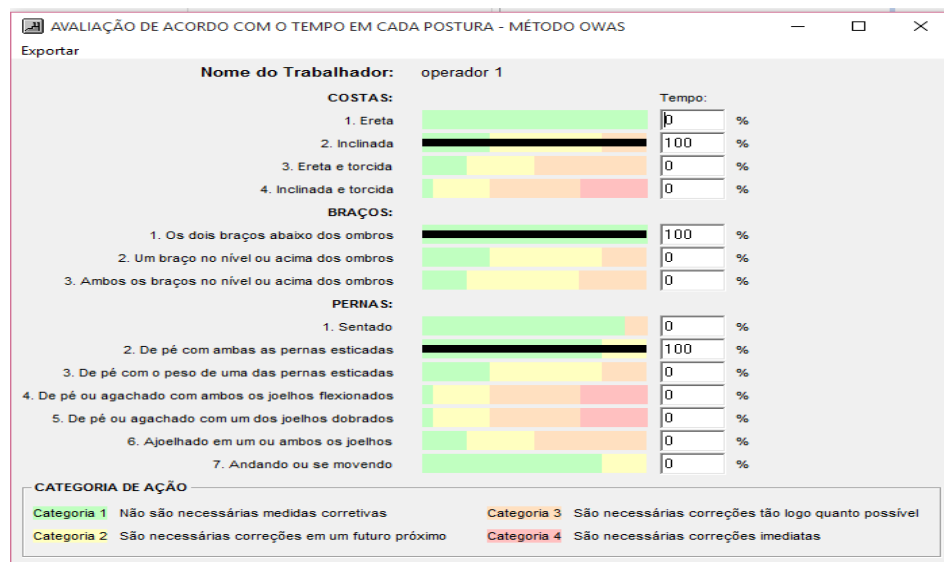 AVALIAÇÃO DE ACORDO COM O TEMPO EM CADA POSTURA - MÉTODO OWAS
Exportar
Nome do Trabalhador: operador 1
COSTAS: Tempo:
1. Ereta 0 %
2. Inclinada 100 %
3. Ereta e torcida 0 %
4. Inclinada e torcida 0 %
BRAÇOS:
1. Os dois braços abaixo dos ombros 100 %
2. Um braço no nível ou acima dos ombros 0 %
3. Ambos os braços no nível ou acima dos ombros 0 %
PERNAS:
1. Sentado 0 %
2. De pé com ambas as pernas esticadas 100 %
3. De pé com o peso de uma das pernas esticadas 0 %
4. De pé ou agachado com ambos os joelhos flexionados 0 %
5. De pé ou agachado com um dos joelhos dobrados 0 %
6. Ajoelhado em um ou ambos os joelhos 0 %
7. Andando ou se movendo 0 %
CATEGORIA DE AÇÃO
Categoria 1 Não são necessárias medidas corretivas Categoria 3 São necessárias correções tão logo quanto possível
Categoria 2 São necessárias correções em um futuro próximo Categoria 4 São necessárias correções imediatas